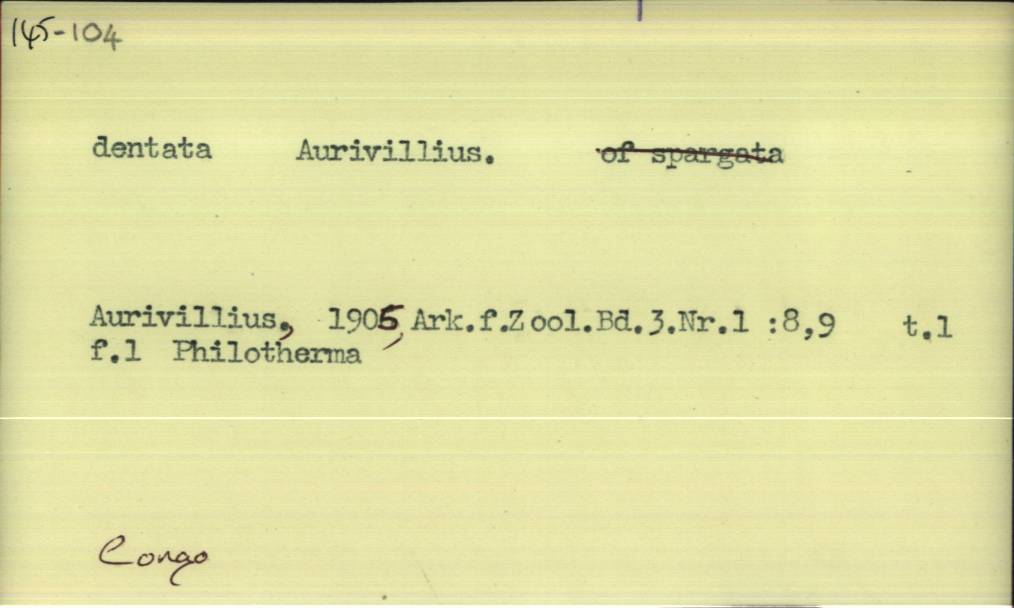 145-104
dentata Aurivillius. of spargata
Aurivillius, 1905, Ark.f.Zool.Bd.3.Nr.1 :8,9 t.1
f.1 Philotherma
Congo